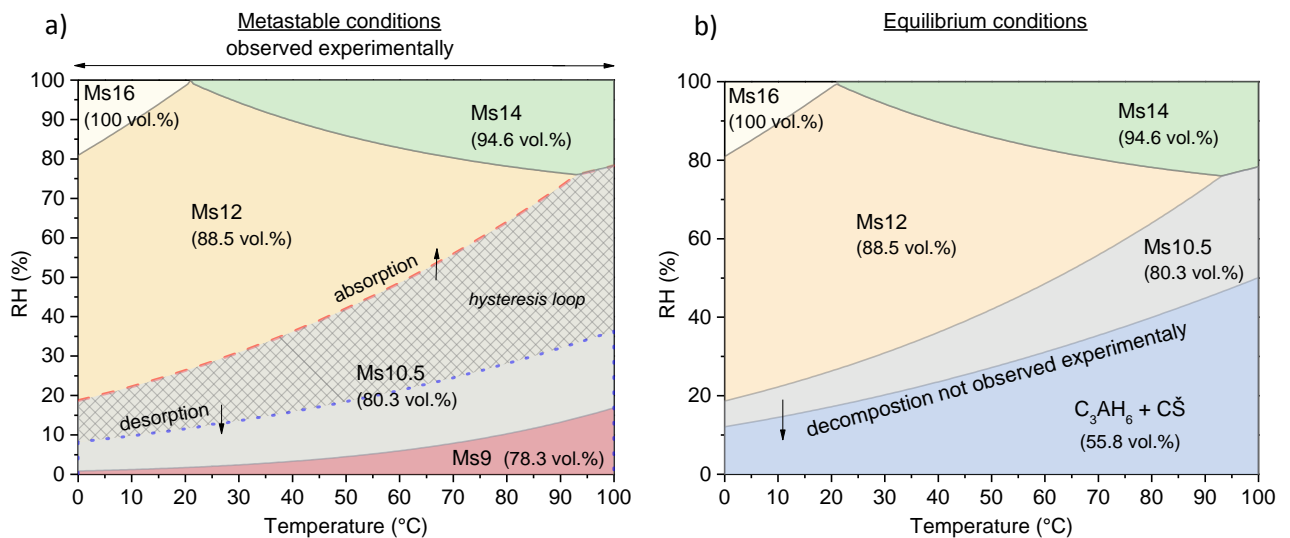 a)
Metastable conditions
observed experimentally
100
90
80
70
60
50
40
30
20
10
0
RH (%)
Ms16
(100 vol.%)
Ms14
(94.6 vol.%)
Ms12
(88.5 vol.%)
absorption
hysteresis loop
Ms10.5
(80.3 vol.%)
desorption
Ms9 (78.3 vol.%)
0 10 20 30 40 50 60 70 80 90 100
Temperature (°C)
b)
Equilibrium conditions
100
80
60
40
20
0
RH (%)
Ms16
(100 vol.%)
Ms14
(94.6 vol.%)
Ms12
(88.5 vol.%)
Ms10.5
(80.3 vol.%)
decompostion not observed experimentaly
C₃AH₆ + CŠ
(55.8 vol.%)
0 10 20 30 40 50 60 70 80 90 100
Temperature (°C)